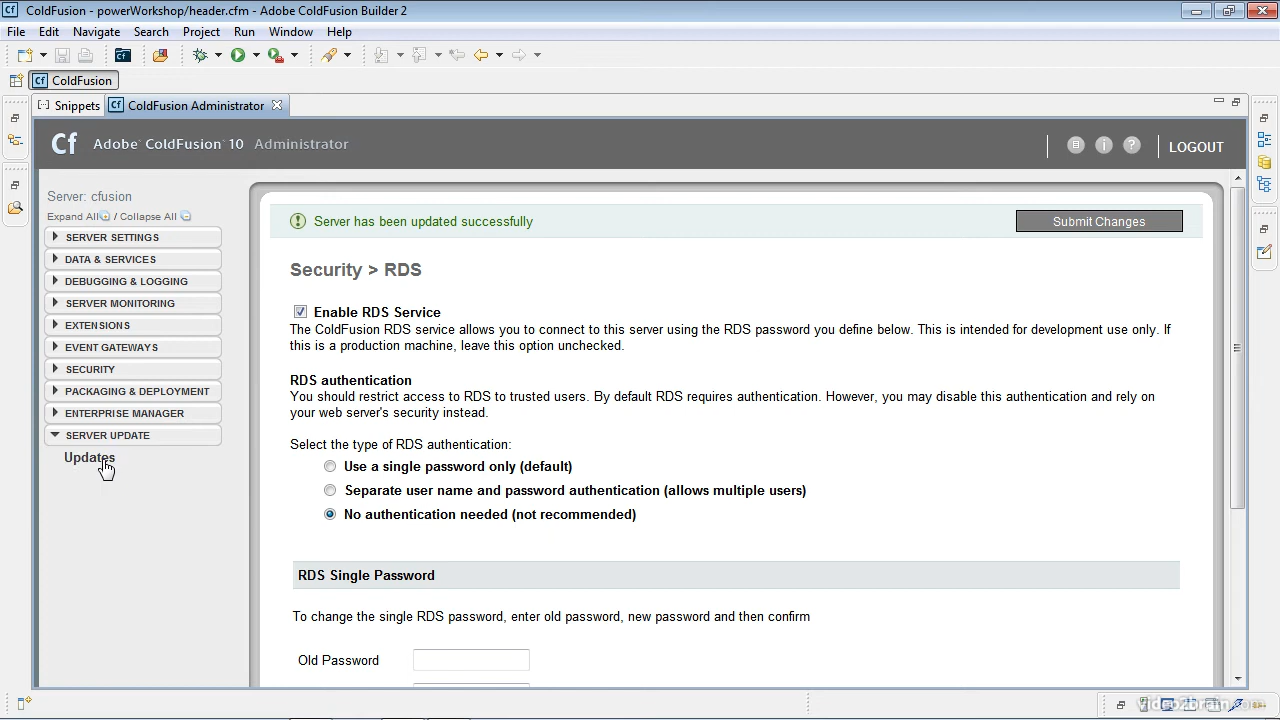 ColdFusion - powerWorkshop/header.cfm - Adobe ColdFusion Builder 2
File Edit Navigate Search Project Run Window Help
Cf ColdFusion
Snippets Cf ColdFusion Administrator
Cf Adobe® ColdFusion® 10 Administrator LOGOUT
Server: cfusion
Expand All / Collapse All
SERVER SETTINGS
DATA & SERVICES
DEBUGGING & LOGGING
SERVER MONITORING
EXTENSIONS
EVENT GATEWAYS
SECURITY
PACKAGING & DEPLOYMENT
ENTERPRISE MANAGER
SERVER UPDATE
Updates
Server has been updated successfully
Submit Changes
Security > RDS
Enable RDS Service
The ColdFusion RDS service allows you to connect to this server using the RDS password you define below. This is intended for development use only. If
this is a production machine, leave this option unchecked.
RDS authentication
You should restrict access to RDS to trusted users. By default RDS requires authentication. However, you may disable this authentication and rely on
your web server's security instead.
Select the type of RDS authentication:
Use a single password only (default)
Separate user name and password authentication (allows multiple users)
No authentication needed (not recommended)
RDS Single Password
To change the single RDS password, enter old password, new password and then confirm
Old Password
video2brain.com